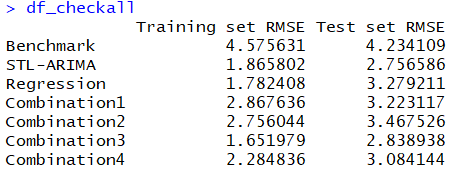 > df_checkall
Training set RMSE Test set RMSE
Benchmark 4.575631 4.234109
STL-ARIMA 1.865802 2.756586
Regression 1.782408 3.279211
Combination1 2.867636 3.223117
Combination2 2.756044 3.467526
Combination3 1.651979 2.838938
Combination4 2.284836 3.084144